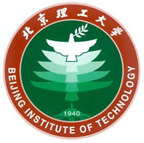 北京理工大学
1940
BEIJING INSTITUTE OF TECHNOLOGY